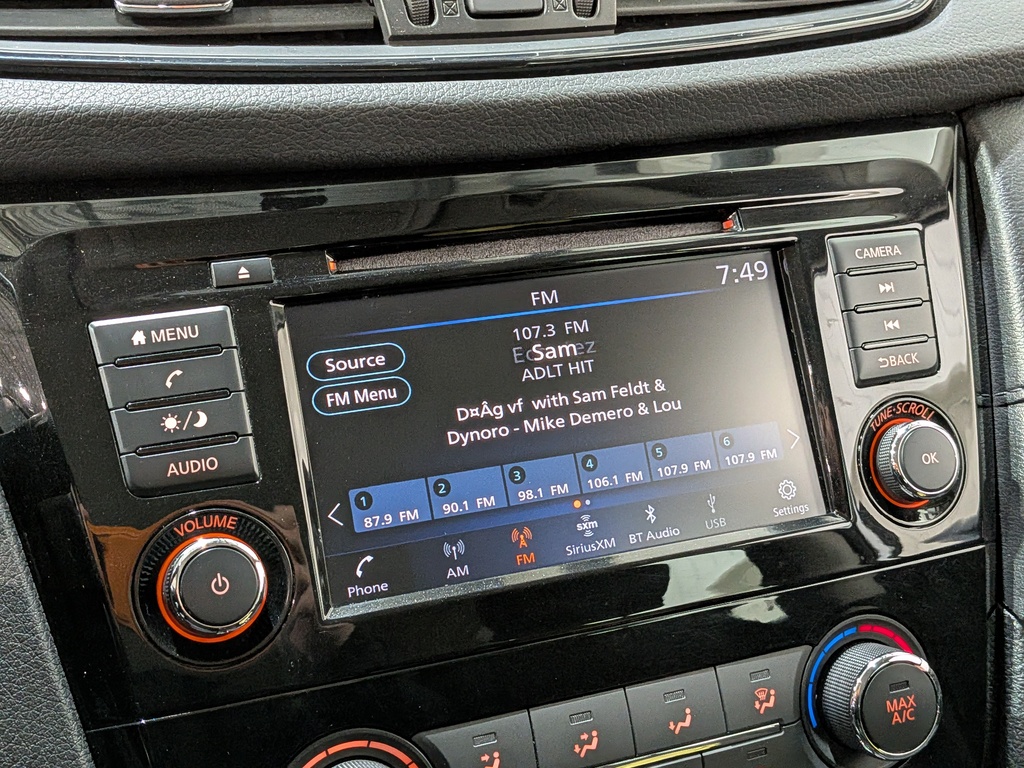 7:49
FM
CAMERA
MENU
107.3 FM
Sam
ADLT HIT
Source
FM Menu
BACK
D¤Âg vf with Sam Feldt &
Dynoro - Mike Demero & Lou
AUDIO
TUNE•SCROLL
OK
1 87.9 FM
2 90.1 FM
3 98.1 FM
4 106.1 FM
5 107.9 FM
6 107.9 FM
VOLUME
Phone
AM
FM
sxm
SiriusXM
BT Audio
USB
Settings
MAX
A/C